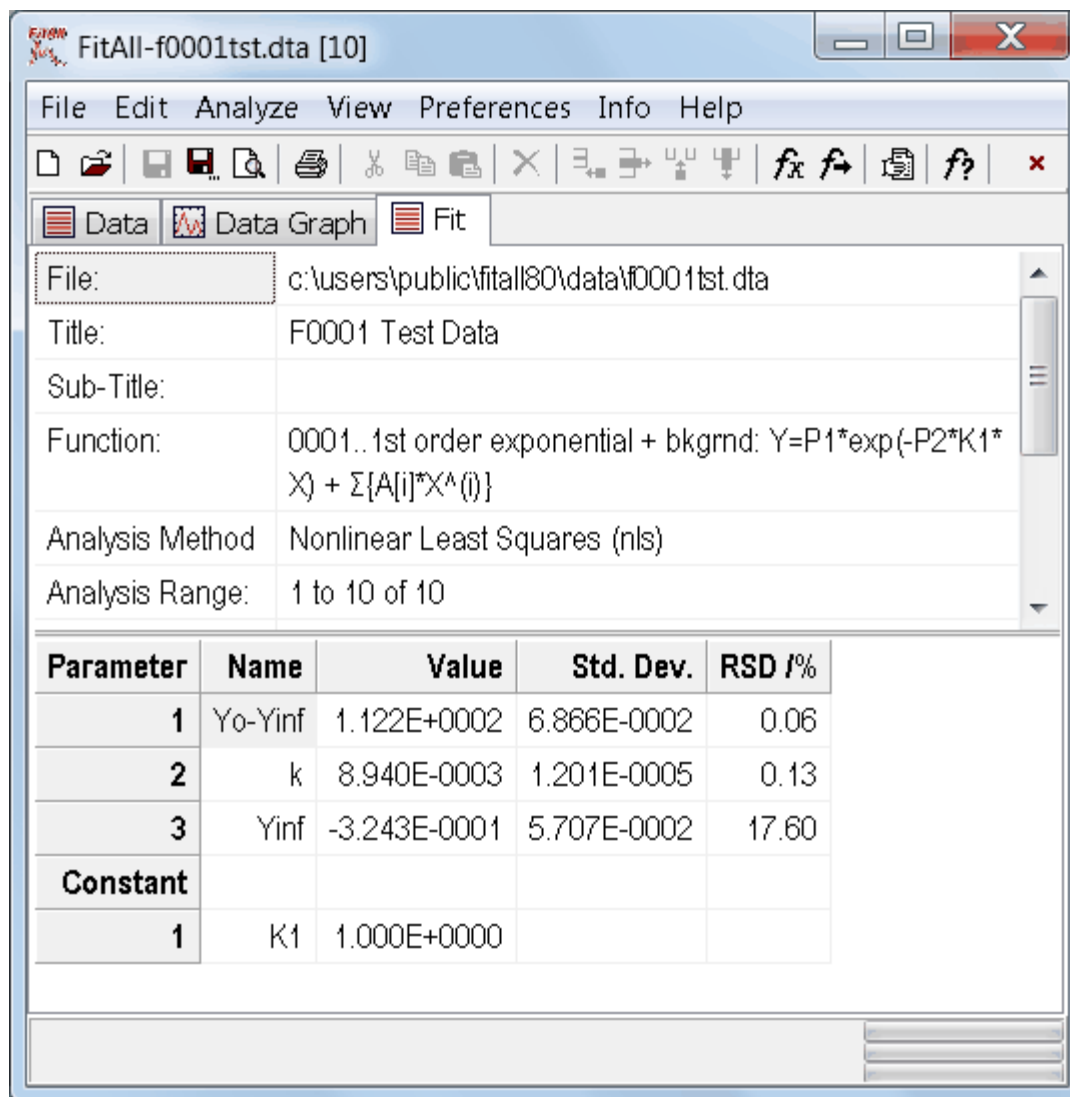 FitAll-f0001tst.dta [10]
File Edit Analyze View Preferences Info Help
fx f? 
Data Data Graph Fit
File: c:\users\public\fitall80\data\f0001tst.dta
Title: F0001 Test Data
Sub-Title:
Function: 0001..1st order exponential + bkgrnd: Y=P1*exp(-P2*K1*
X) + Σ{A[i]*X^(i)}
Analysis Method Nonlinear Least Squares (nls)
Analysis Range: 1 to 10 of 10
Parameter Name Value Std. Dev. RSD /%
1 Yo-Yinf 1.122E+0002 6.866E-0002 0.06
2 k 8.940E-0003 1.201E-0005 0.13
3 Yinf -3.243E-0001 5.707E-0002 17.60
Constant
1 K1 1.000E+0000